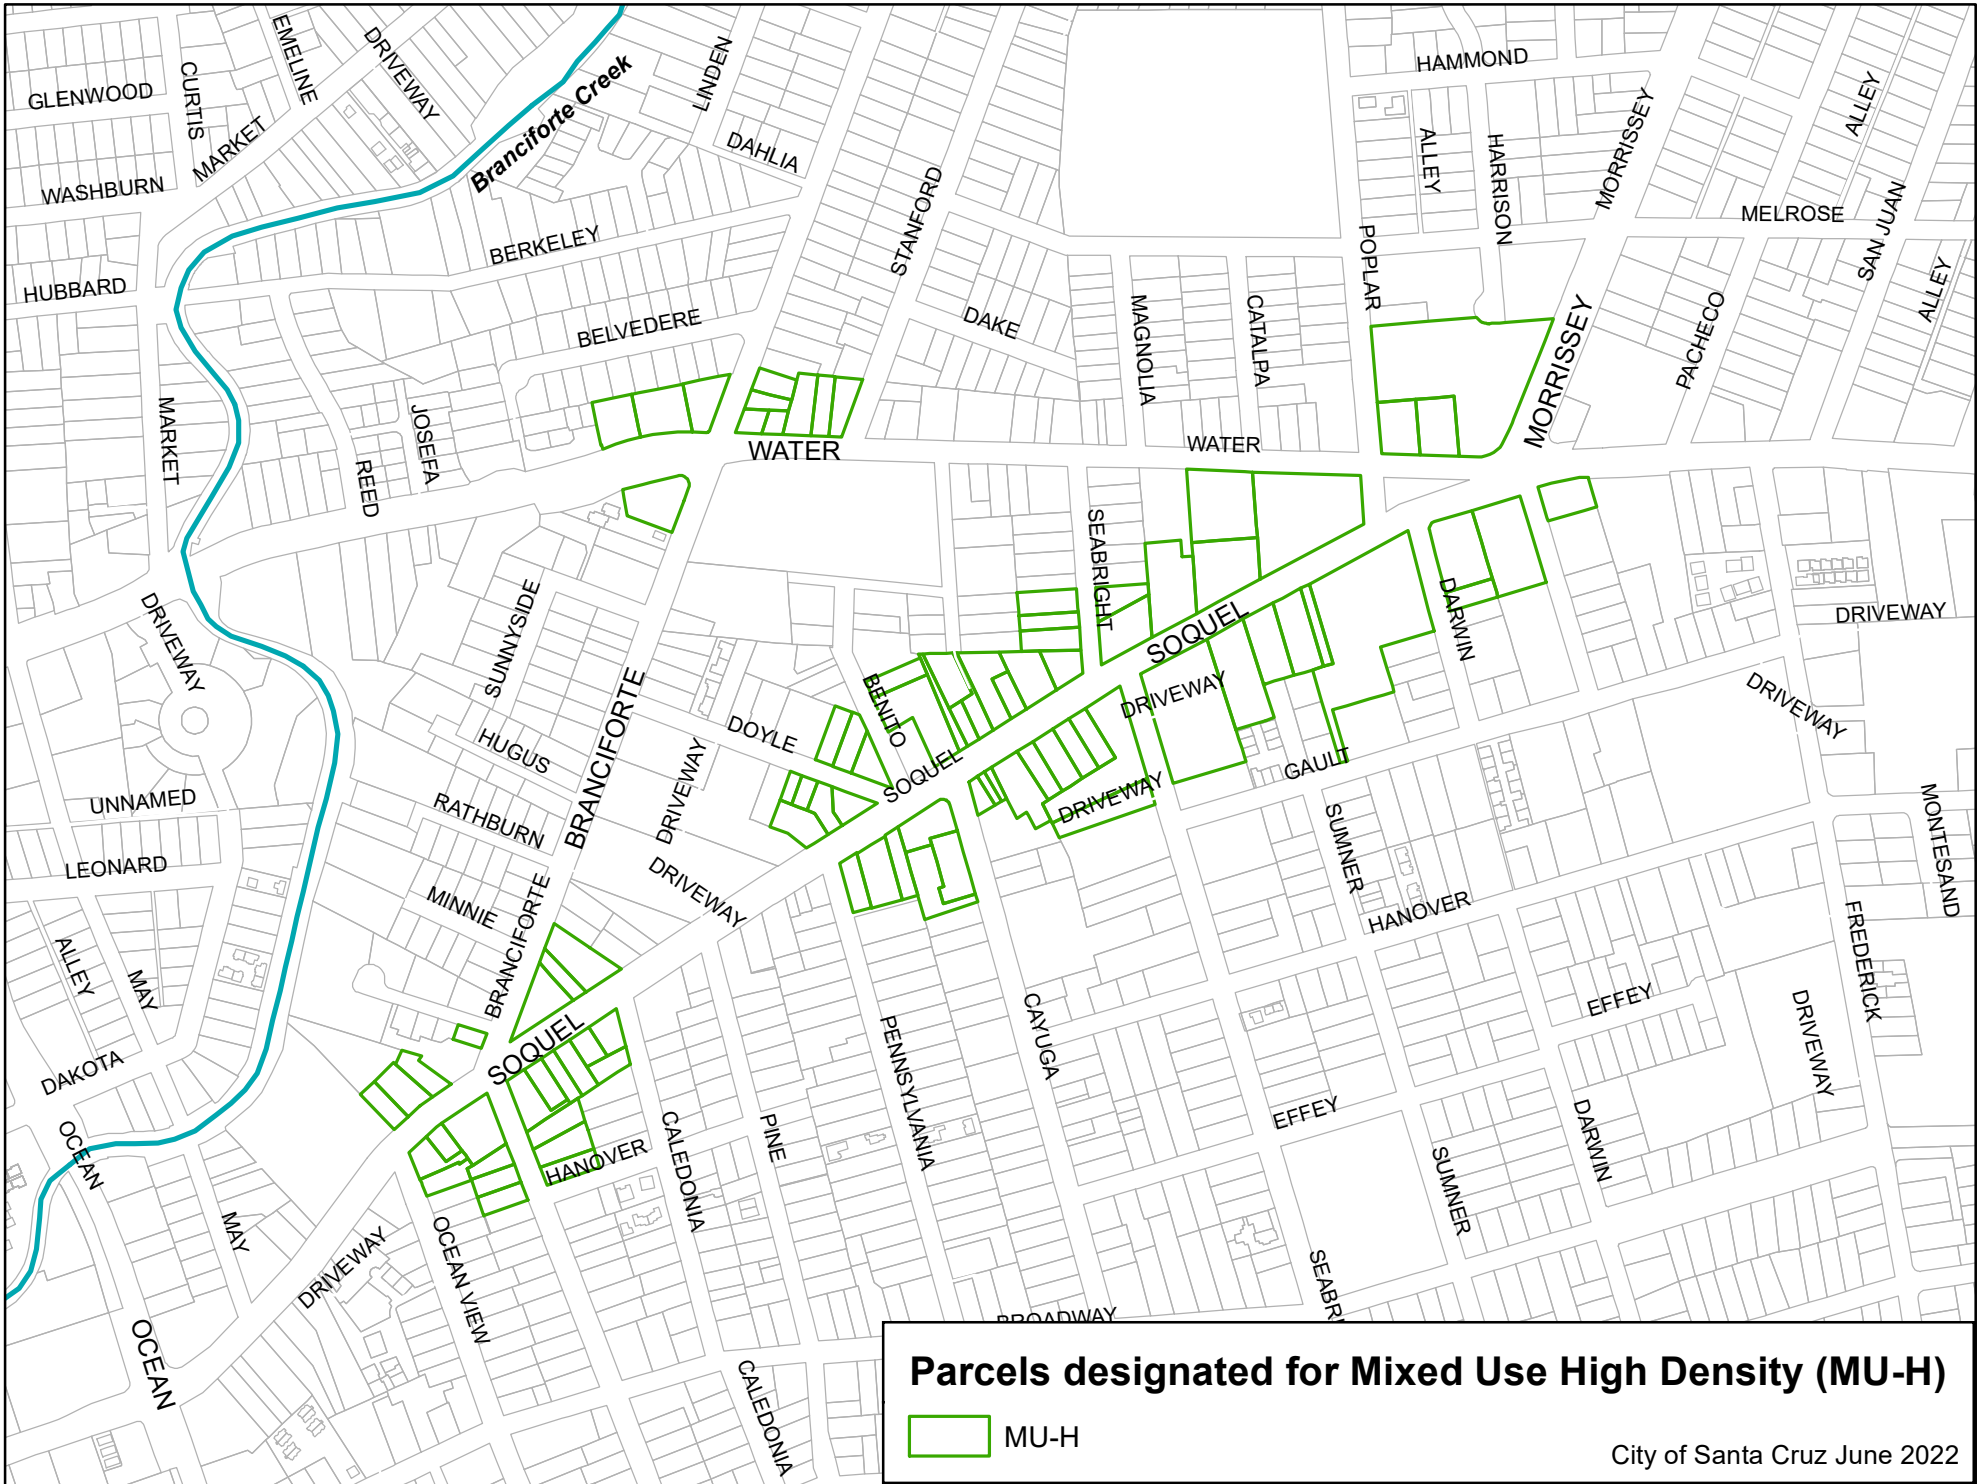 EMELINE
DRIVEWAY
LINDEN
HAMMOND
GLENWOOD
CURTIS
MARKET
Branciforte Creek
DAHLIA
ALLEY
HARRISON
MORRISSEY
ALLEY
WASHBURN
STANFORD
MELROSE
SAN JUAN
BERKELEY
POPLAR
ALLEY
HUBBARD
BELVEDERE
DAKE
MAGNOLIA
CATALPA
MORRISSEY
PACHECO
MARKET
JOSEFA
REED
WATER
WATER
SEABRIGHT
DRIVEWAY
SUNNYSIDE
SOQUEL
DARWIN
DRIVEWAY
BRANCIFORTE
BENITO
DRIVEWAY
DRIVEWAY
HUGUS
DOYLE
DRIVEWAY
SOQUEL
GAULT
UNNAMED
RATHBURN
DRIVEWAY
SUMNER
MONTESAND
LEONARD
MINNIE
BRANCIFORTE
DRIVEWAY
HANOVER
FREDERICK
ALLEY
MAY
SOQUEL
PENNSYLVANIA
CAYUGA
EFFEY
DRIVEWAY
DAKOTA
OCEAN
CALEDONIA
PINE
HANOVER
EFFEY
DARWIN
SUMNER
MAY
DRIVEWAY
OCEAN VIEW
SEABRI
OCEAN
BROADWAY
CALEDONIA
Parcels designated for Mixed Use High Density (MU-H)
MU-H
City of Santa Cruz June 2022